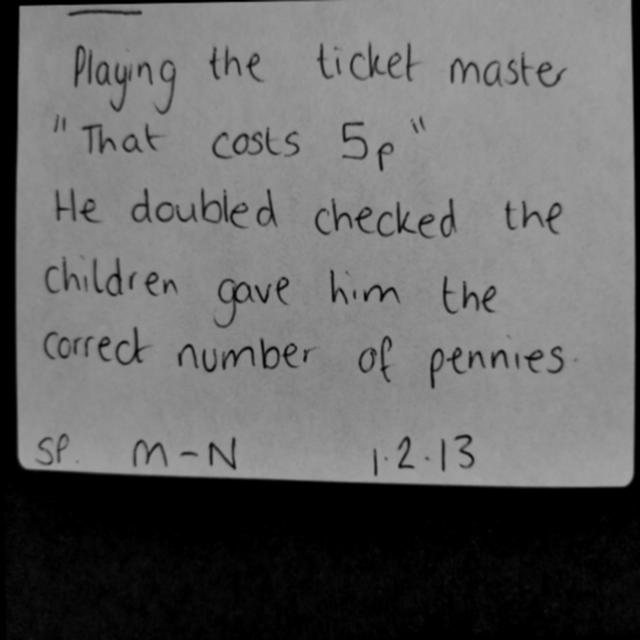 Playing the ticket master
"That costs 5p"
He doubled checked the
children gave him the
correct number of pennies.
SP. M-N 1.2.13